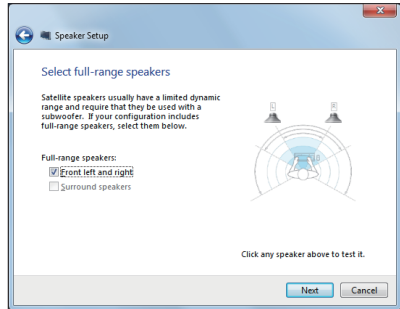 Speaker Setup
Select full-range speakers
Satellite speakers usually have a limited dynamic
range and require that they be used with a
subwoofer. If your configuration includes
full-range speakers, select them below.
L R
Full-range speakers:
Front left and right
Surround speakers
Click any speaker above to test it.
Next Cancel